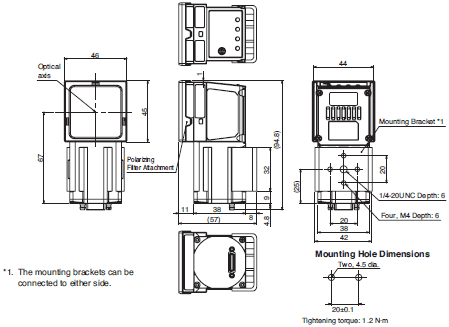 46
Optical
axis
45
67
1
(94.8)
Polarizing
Filter Attachment
32
9
4.8
11
38
8
(57)
44
Mounting Bracket *1
20
(25)
1/4-20UNC Depth: 6
Four, M4 Depth: 6
20
38
42
*1. The mounting brackets can be
connected to either side.
Mounting Hole Dimensions
Two, 4.5 dia.
20±0.1
Tightening torque: 1.2 N·m